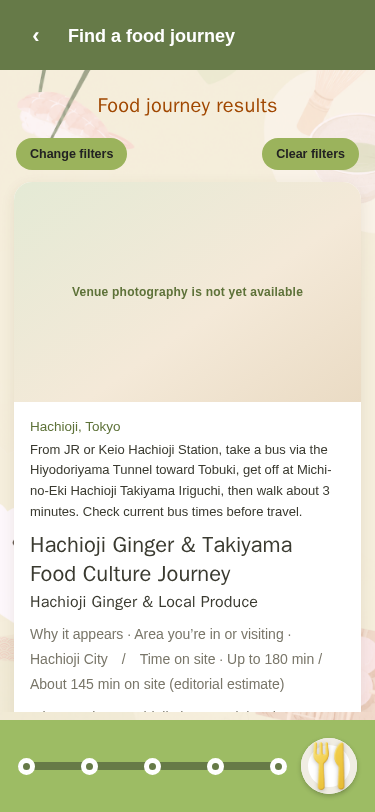 ‹ Find a food journey
Food journey results
Change filters
Clear filters
Venue photography is not yet available
Hachioji, Tokyo
From JR or Keio Hachioji Station, take a bus via the
Hiyodoriyama Tunnel toward Tobuki, get off at Michi-
no-Eki Hachioji Takiyama Iriguchi, then walk about 3
minutes. Check current bus times before travel.
Hachioji Ginger & Takiyama
Food Culture Journey
Hachioji Ginger & Local Produce
Why it appears · Area you’re in or visiting ·
Hachioji City / Time on site · Up to 180 min /
About 145 min on site (editorial estimate)